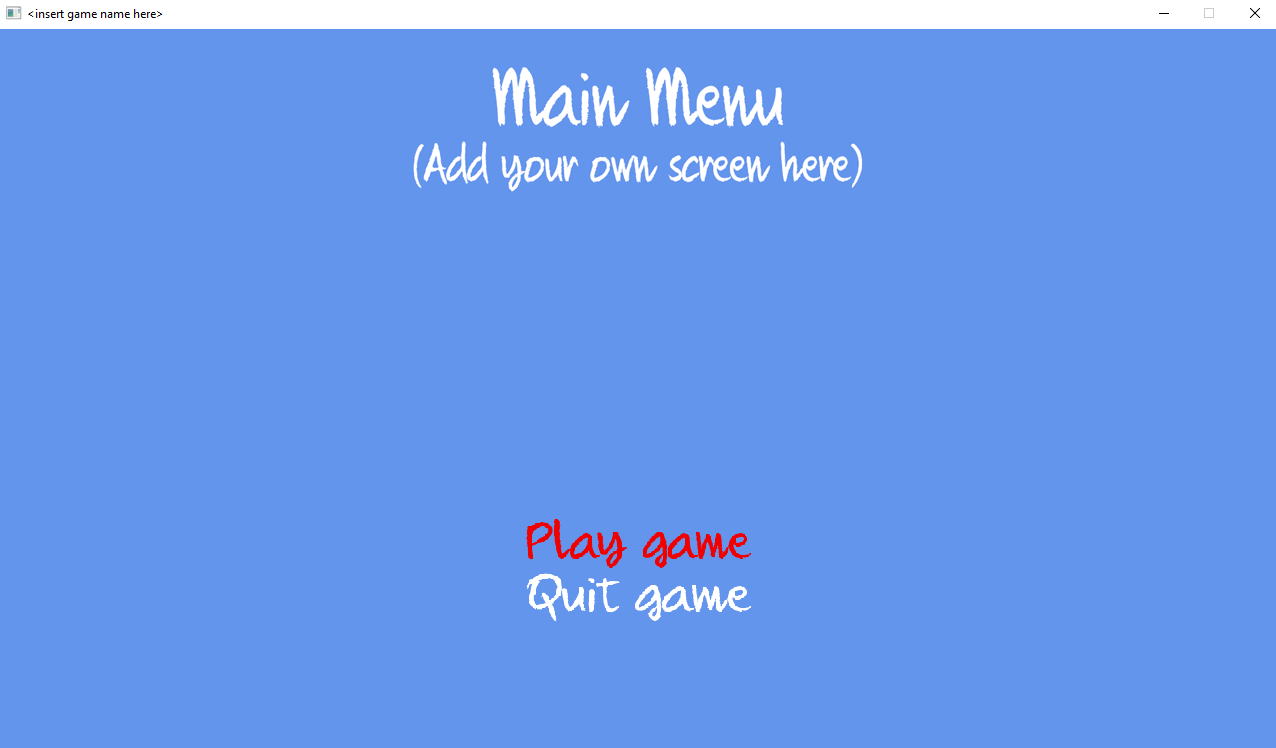 <insert game name here>
Main Menu
(Add your own screen here)
Play game
Quit game